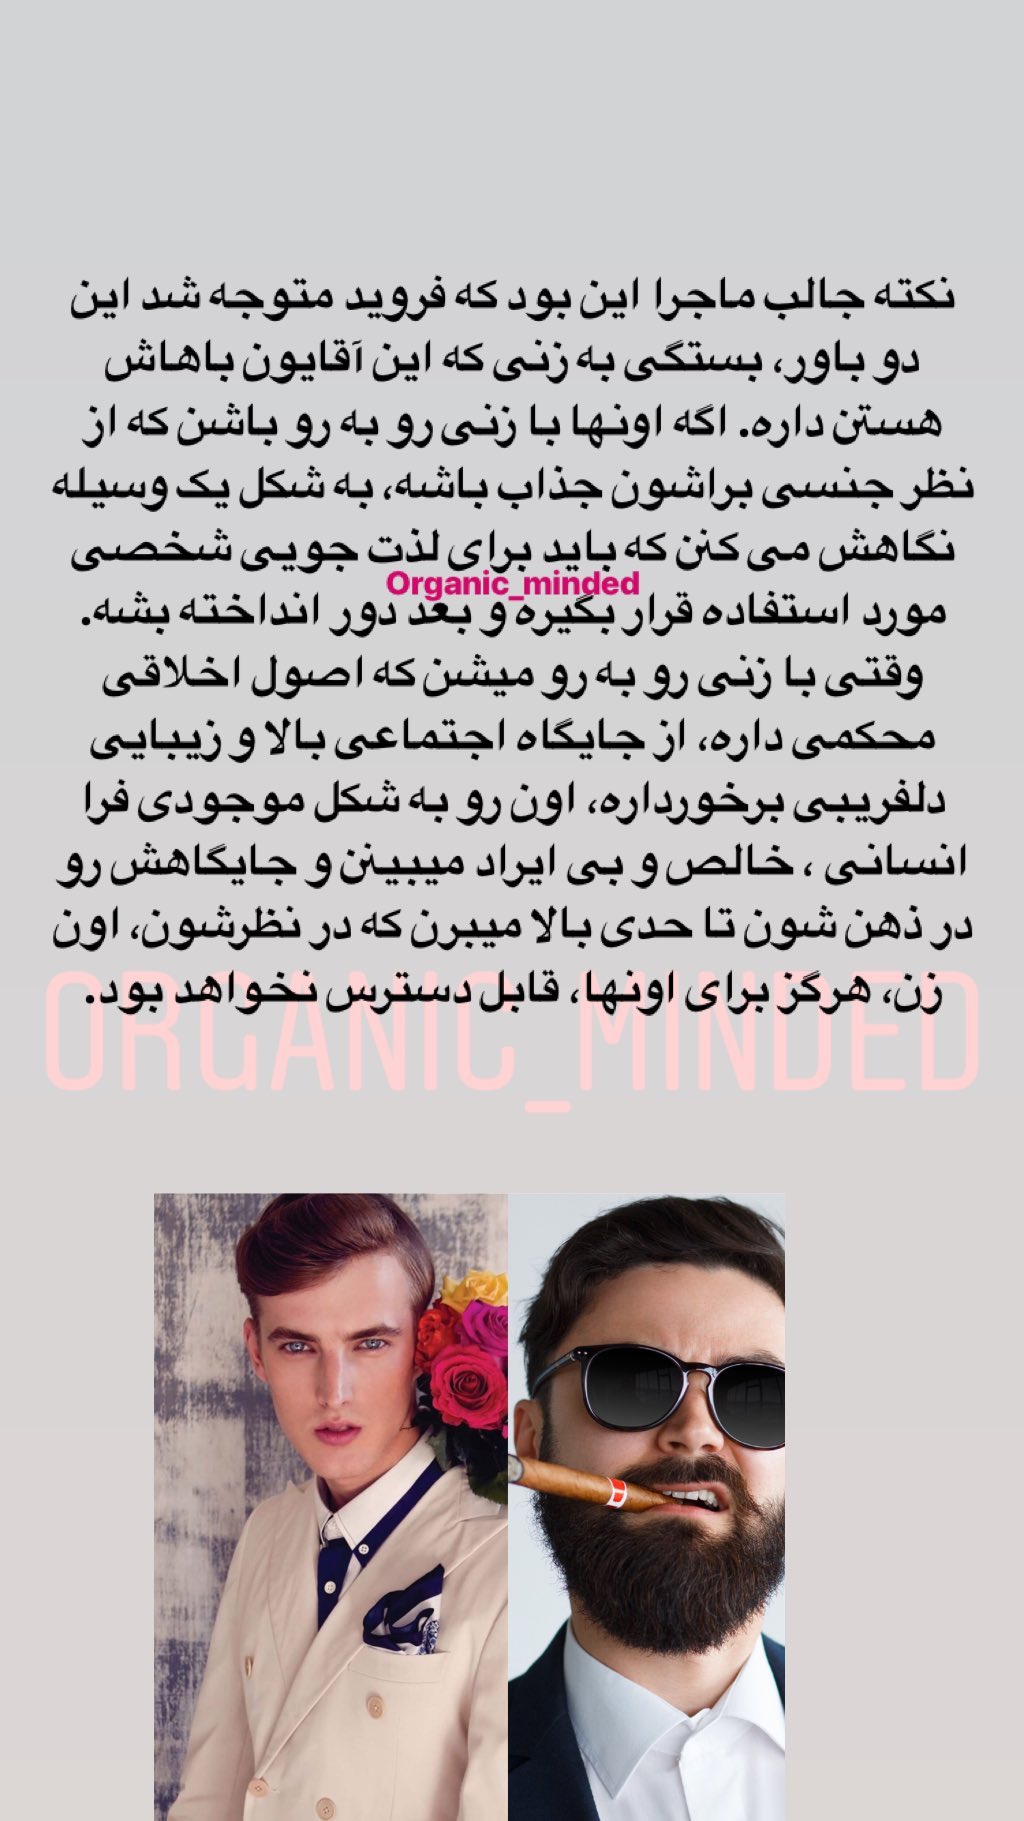 نکته جالب ماجرا این بود که فروید متوجه شد این
دو باور، بستگی به زنی که این آقایون باهاش
هستن داره. اگه اونها با زنی رو به رو باشن که از
نظر جنسی براشون جذاب باشه، به شکل یک وسیله
نگاهش می کنن که باید برای لذت جویی شخصی
Organic_minded
مورد استفاده قرار بگیره و بعد دور انداخته بشه.
وقتی با زنی رو به رو میشن که اصول اخلاقی
محکمی داره، از جایگاه اجتماعی بالا و زیبایی
دلفریبی برخورداره، اون رو به شکل موجودی فرا
انسانی ، خالص و بی ایراد میبینن و جایگاهش رو
در ذهن شون تا حدی بالا میبرن که در نظرشون، اون
زن، هرگز برای اونها، قابل دسترس نخواهد بود.
ORGANIC_MINDED